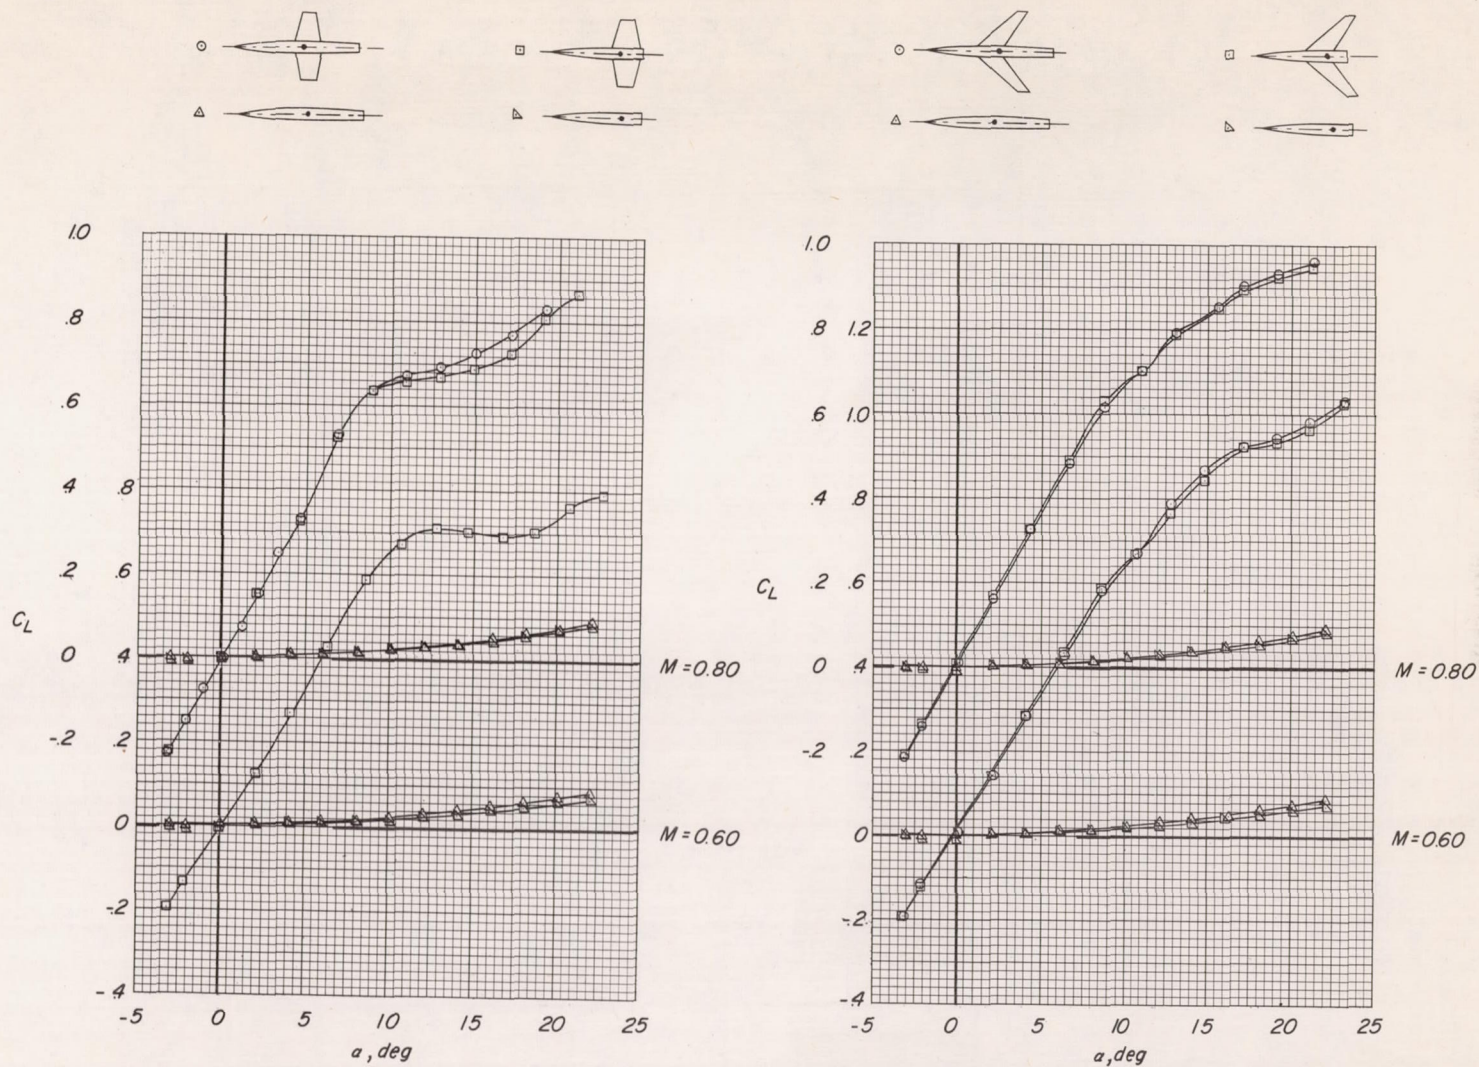 1.0 1.0
.8 .8 1.2
.6 .6 1.0
.4 .8 .4 .8
.2 .6 .2 .6
C_L C_L
0 .4 M = 0.80 0 .4 M = 0.80
-.2 .2 -.2 .2
0 M = 0.60 0 M = 0.60
-.2 -.2
-.4 -.4
-5 0 5 10 15 20 25 -5 0 5 10 15 20 25
α, deg α, deg